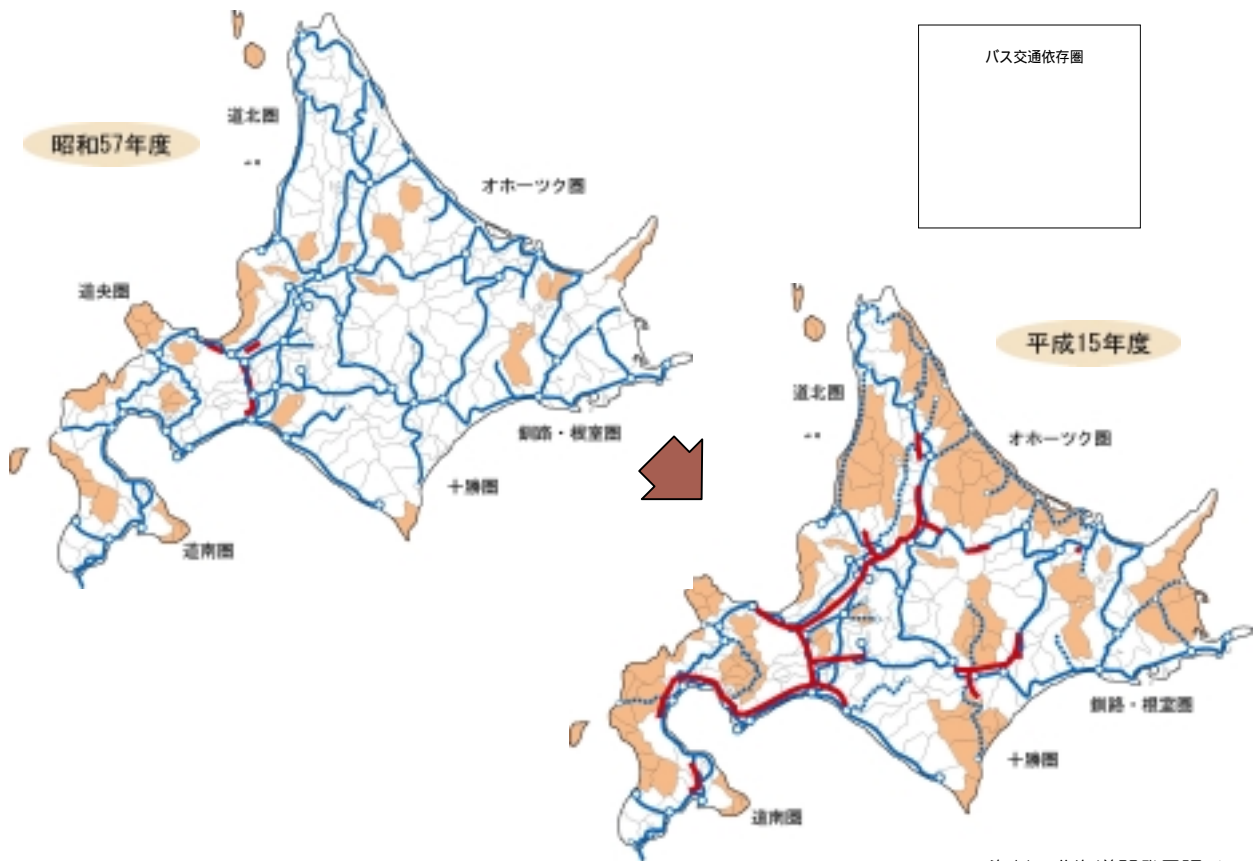 バス交通依存圏
昭和57年度
道北圏
オホーツク圏
道央圏
釧路・根室圏
十勝圏
道南圏
平成15年度
道北圏
オホーツク圏
釧路・根室圏
十勝圏
道南圏